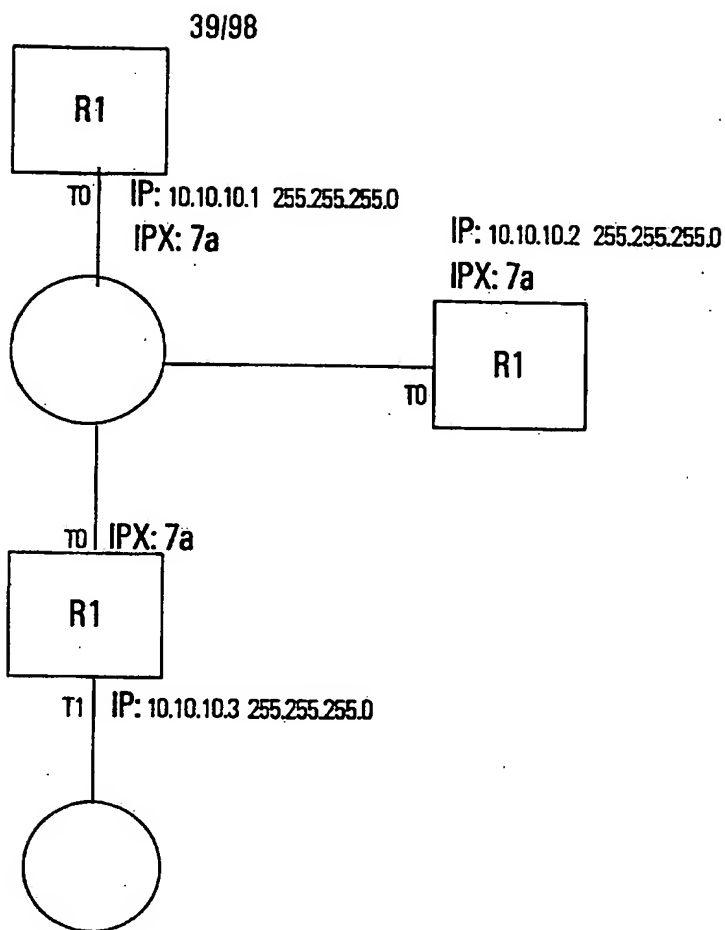 39/98
R1
T0 IP: 10.10.10.1 255.255.255.0
IPX: 7a
IP: 10.10.10.2 255.255.255.0
IPX: 7a
R1
T0
T0 IPX: 7a
R1
T1 IP: 10.10.10.3 255.255.255.0